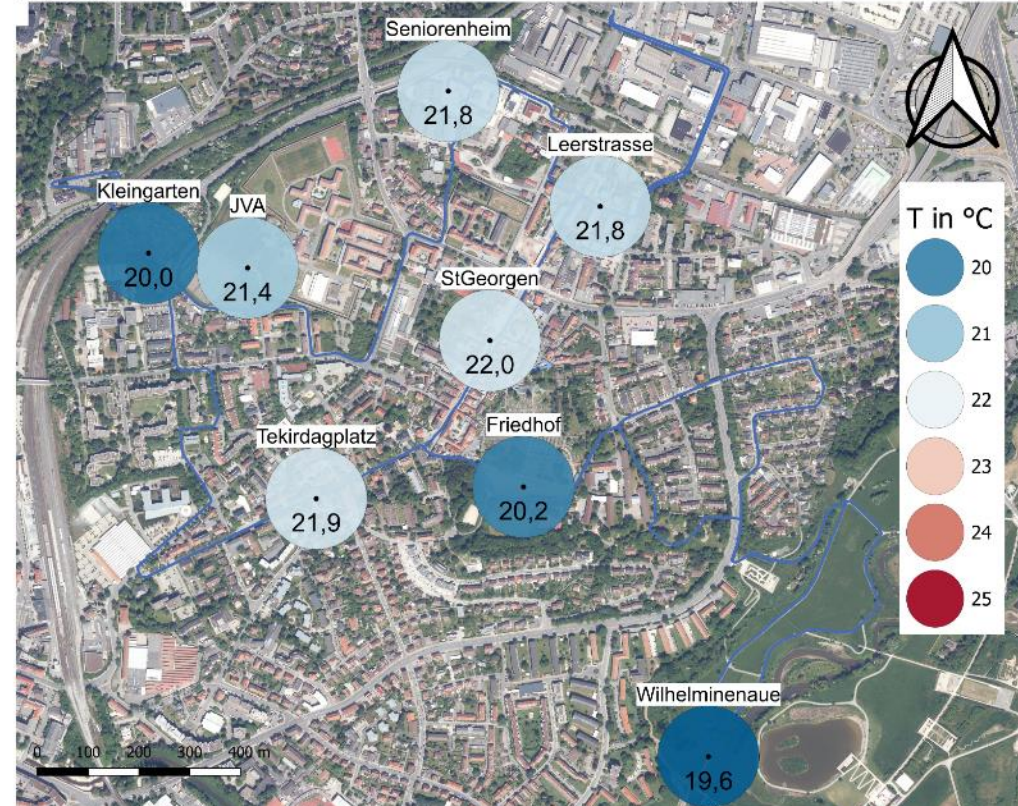 Seniorenheim
21,8
Leerstrasse
21,8
Kleingarten
20,0
JVA
21,4
StGeorgen
22,0
Tekirdagplatz
21,9
Friedhof
20,2
Wilhelminenaue
19,6
T in °C
20
21
22
23
24
25
0 100 200 300 400 m